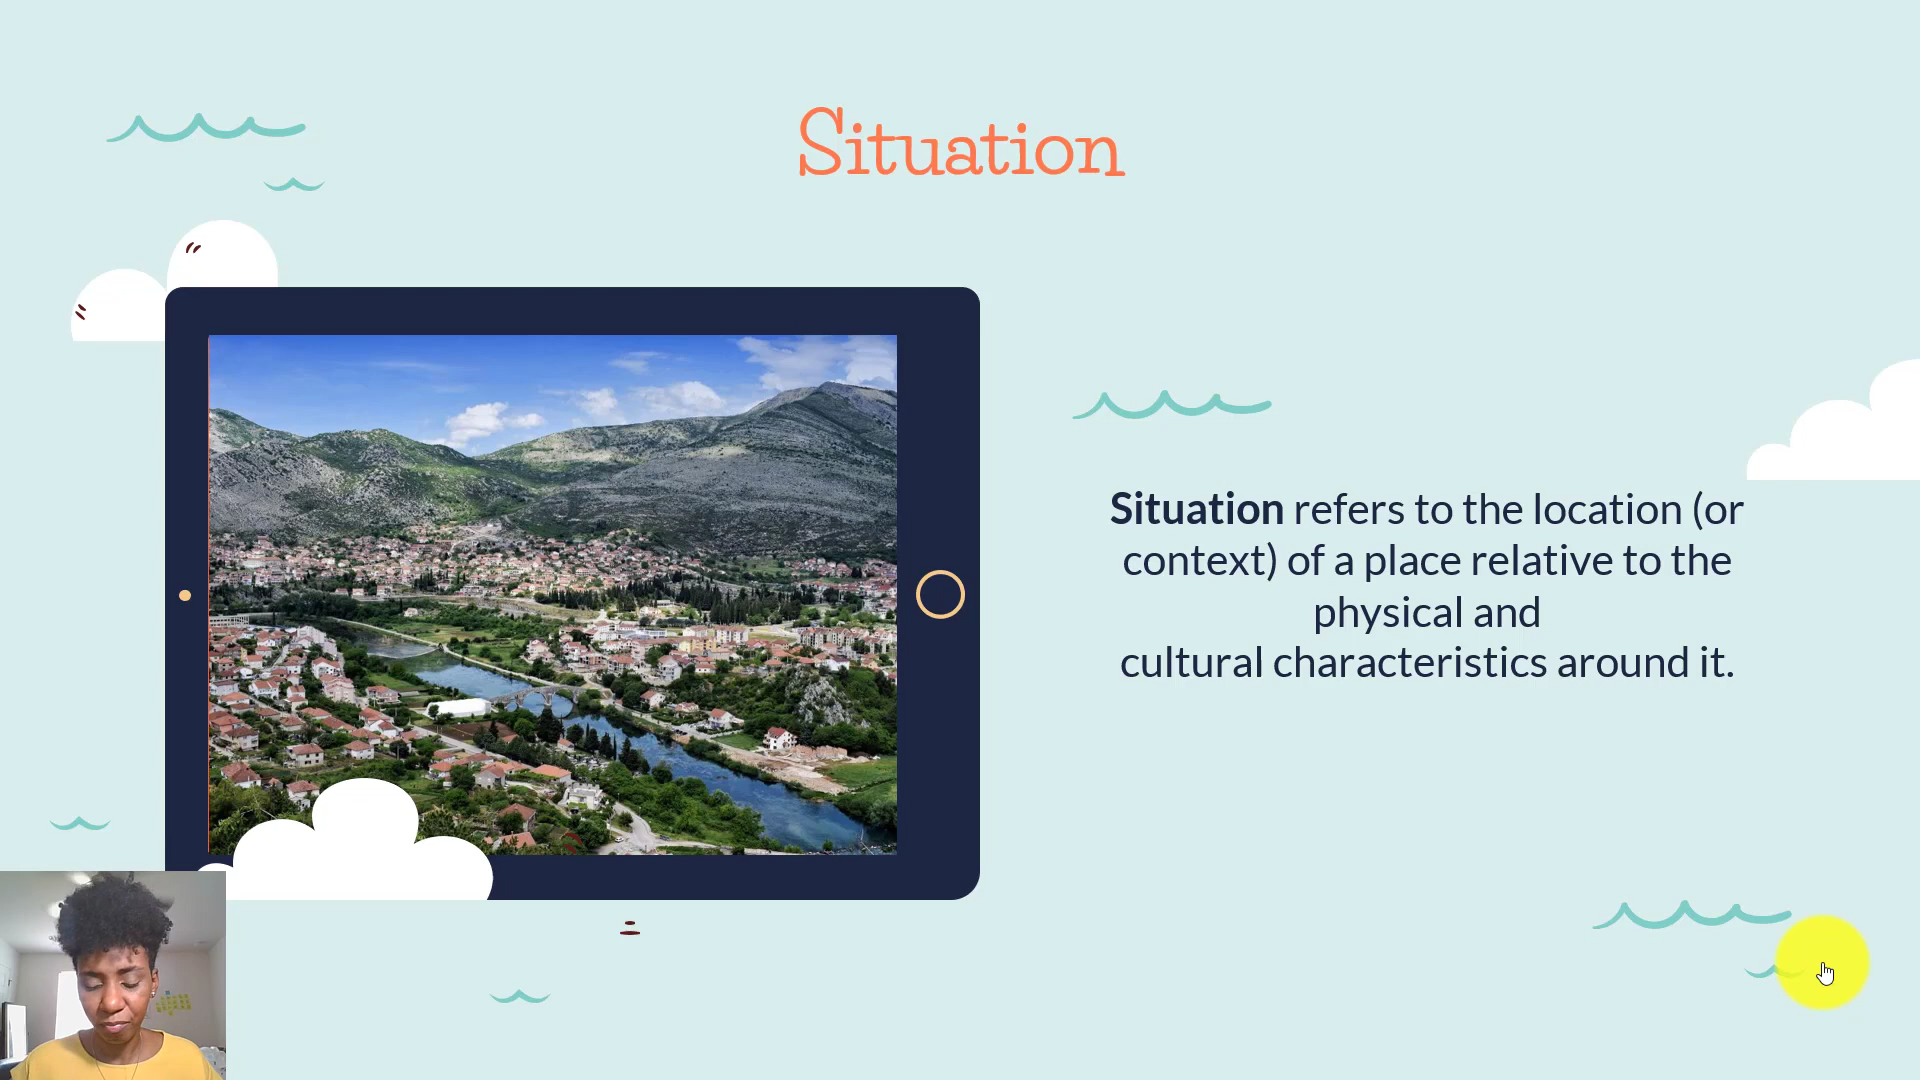 Situation
Situation refers to the location (or
context) of a place relative to the
physical and
cultural characteristics around it.